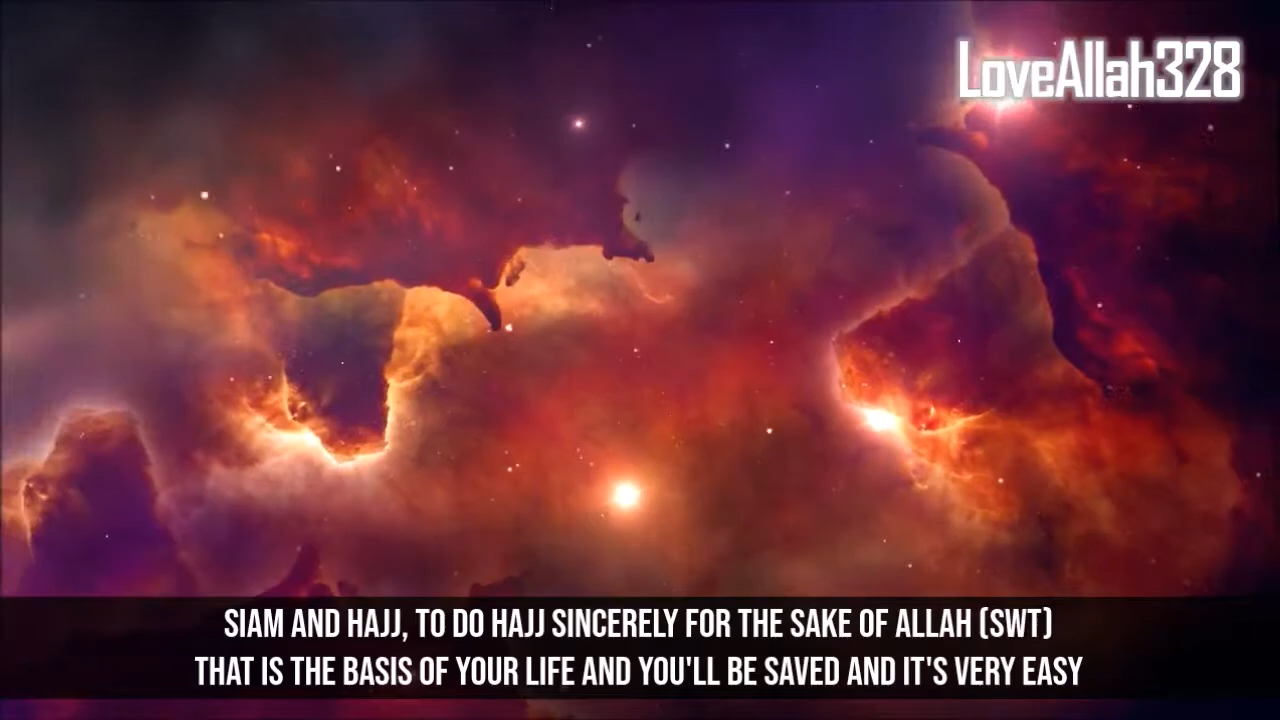 LoveAllah328
SIAM AND HAJJ, TO DO HAJJ SINCERELY FOR THE SAKE OF ALLAH (SWT)
THAT IS THE BASIS OF YOUR LIFE AND YOU'LL BE SAVED AND IT'S VERY EASY